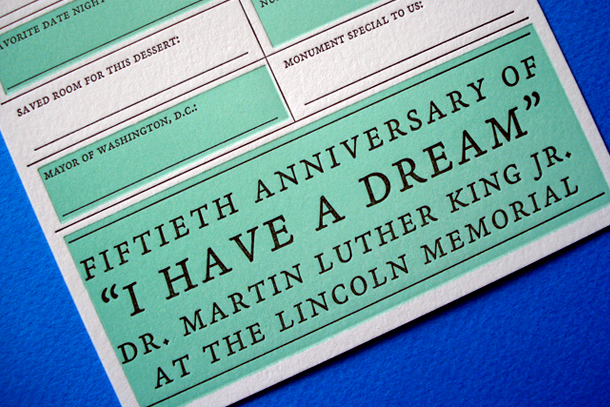 FAVORITE DATE NIGHT
SAVED ROOM FOR THIS DESSERT:
MONUMENT SPECIAL TO US:
MAYOR OF WASHINGTON, D.C.:
FIFTIETH ANNIVERSARY OF
“I HAVE A DREAM”
DR. MARTIN LUTHER KING JR.
AT THE LINCOLN MEMORIAL